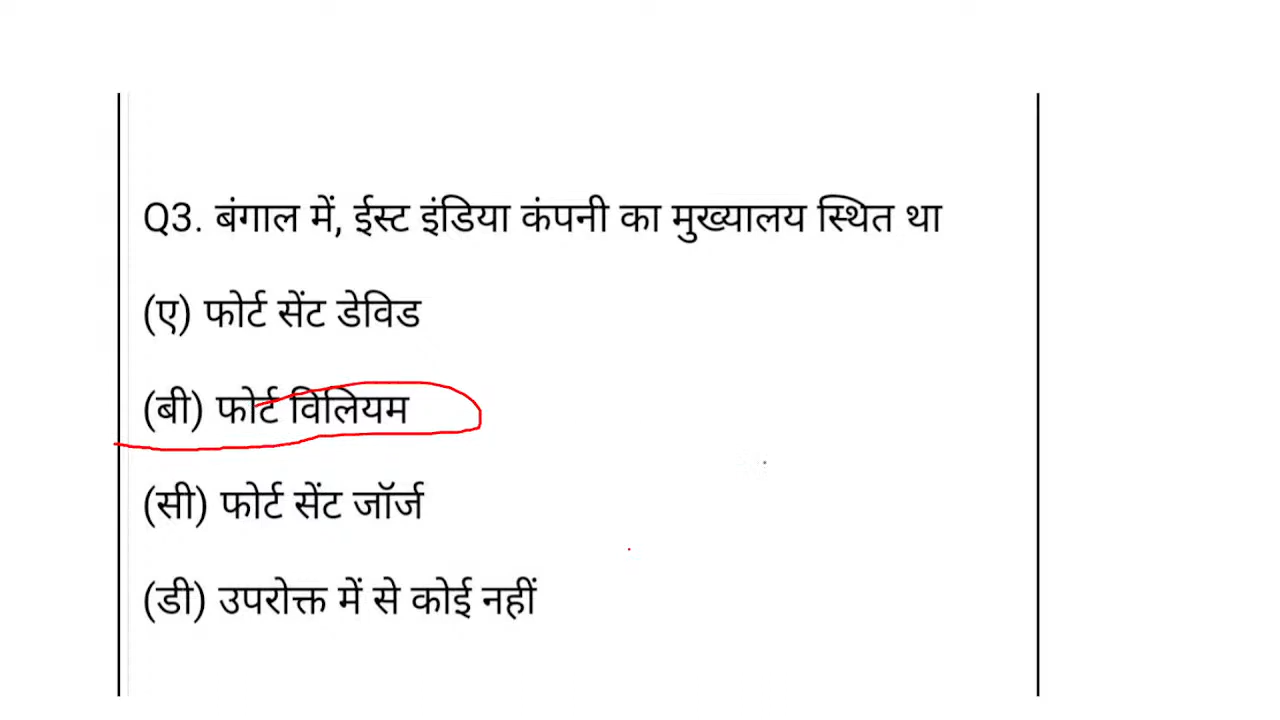 Q3. बंगाल में, ईस्ट इंडिया कंपनी का मुख्यालय स्थित था
(ए) फोर्ट सेंट डेविड
(बी) फोर्ट विलियम
(सी) फोर्ट सेंट जॉर्ज
(डी) उपरोक्त में से कोई नहीं